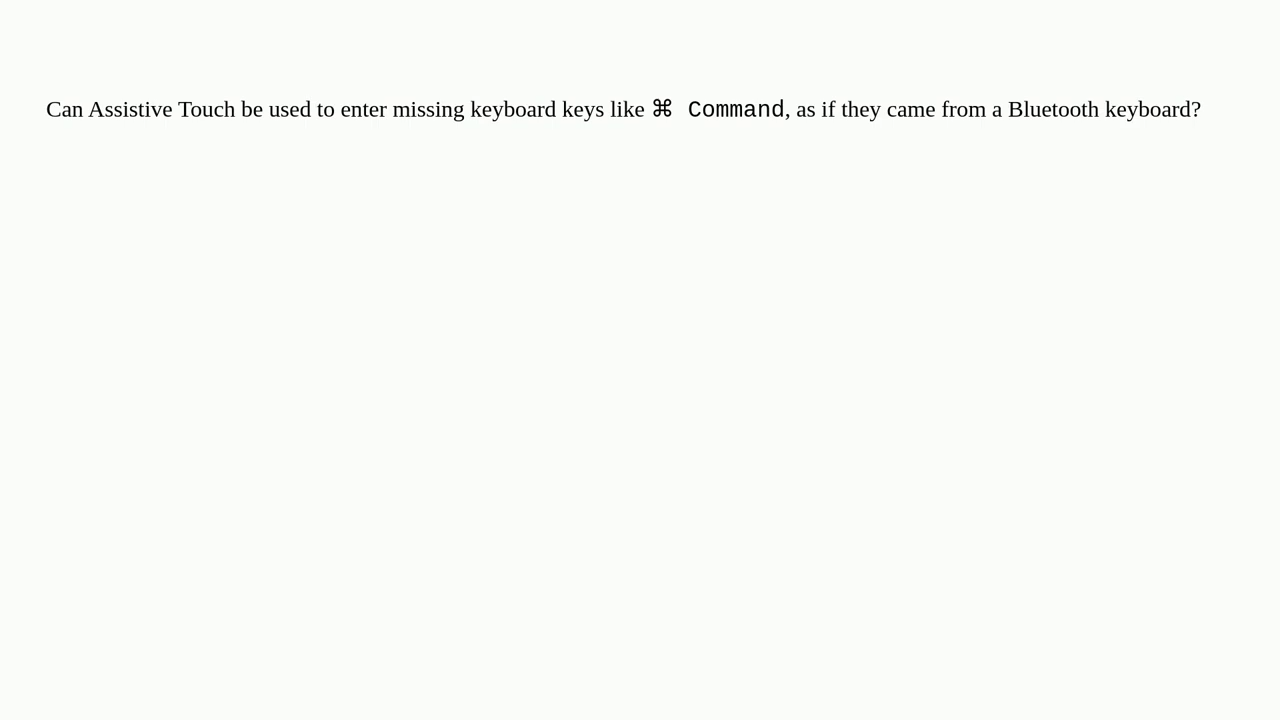 Can Assistive Touch be used to enter missing keyboard keys like ⌘ Command, as if they came from a Bluetooth keyboard?